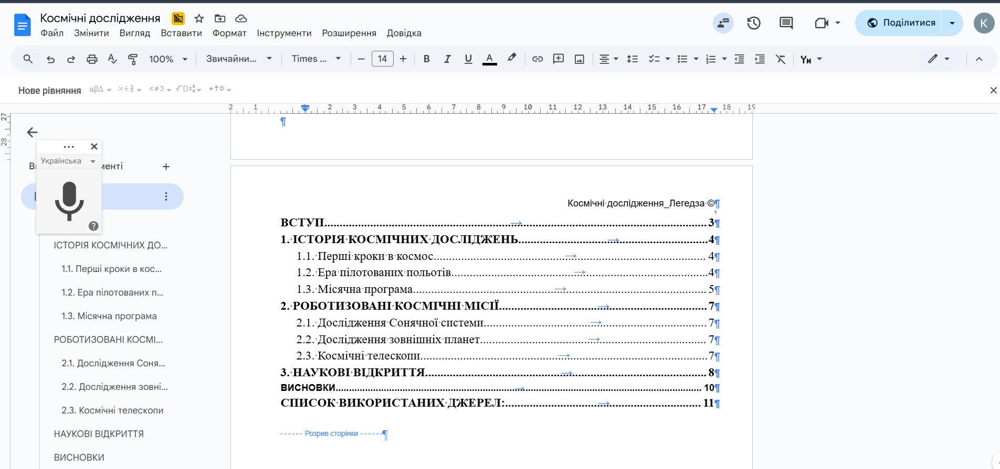 Космічні дослідження
Файл Змінити Вигляд Вставити Формат Інструменти Розширення Довідка
Поділитися
K
100% Звичайни... Times ... 14 B I U A
Нове рівняння
2 1 2 3 4 5 6 7 8 9 10 11 12 13 14 15 16 17 18 19
27
28
Українська
менті
ІСТОРІЯ КОСМІЧНИХ ДО...
1.1. Перші кроки в кос...
1.2. Ера пілотованих п...
1.3. Місячна програма
РОБОТИЗОВАНІ КОСМІ...
2.1. Дослідження Соня...
2.2. Дослідження зовні...
2.3. Космічні телескопи
НАУКОВІ ВІДКРИТТЯ
ВИСНОВКИ
Космічні дослідження_Легедза ©
ВСТУП 3
1. ІСТОРІЯ КОСМІЧНИХ ДОСЛІДЖЕНЬ 4
1.1. Перші кроки в космос 4
1.2. Ера пілотованих польотів 4
1.3. Місячна програма 5
2. РОБОТИЗОВАНІ КОСМІЧНІ МІСІЇ 7
2.1. Дослідження Сонячної системи 7
2.2. Дослідження зовнішніх планет 7
2.3. Космічні телескопи 7
3. НАУКОВІ ВІДКРИТТЯ 8
ВИСНОВКИ 10
СПИСОК ВИКОРИСТАНИХ ДЖЕРЕЛ: 11
Розрив сторінки